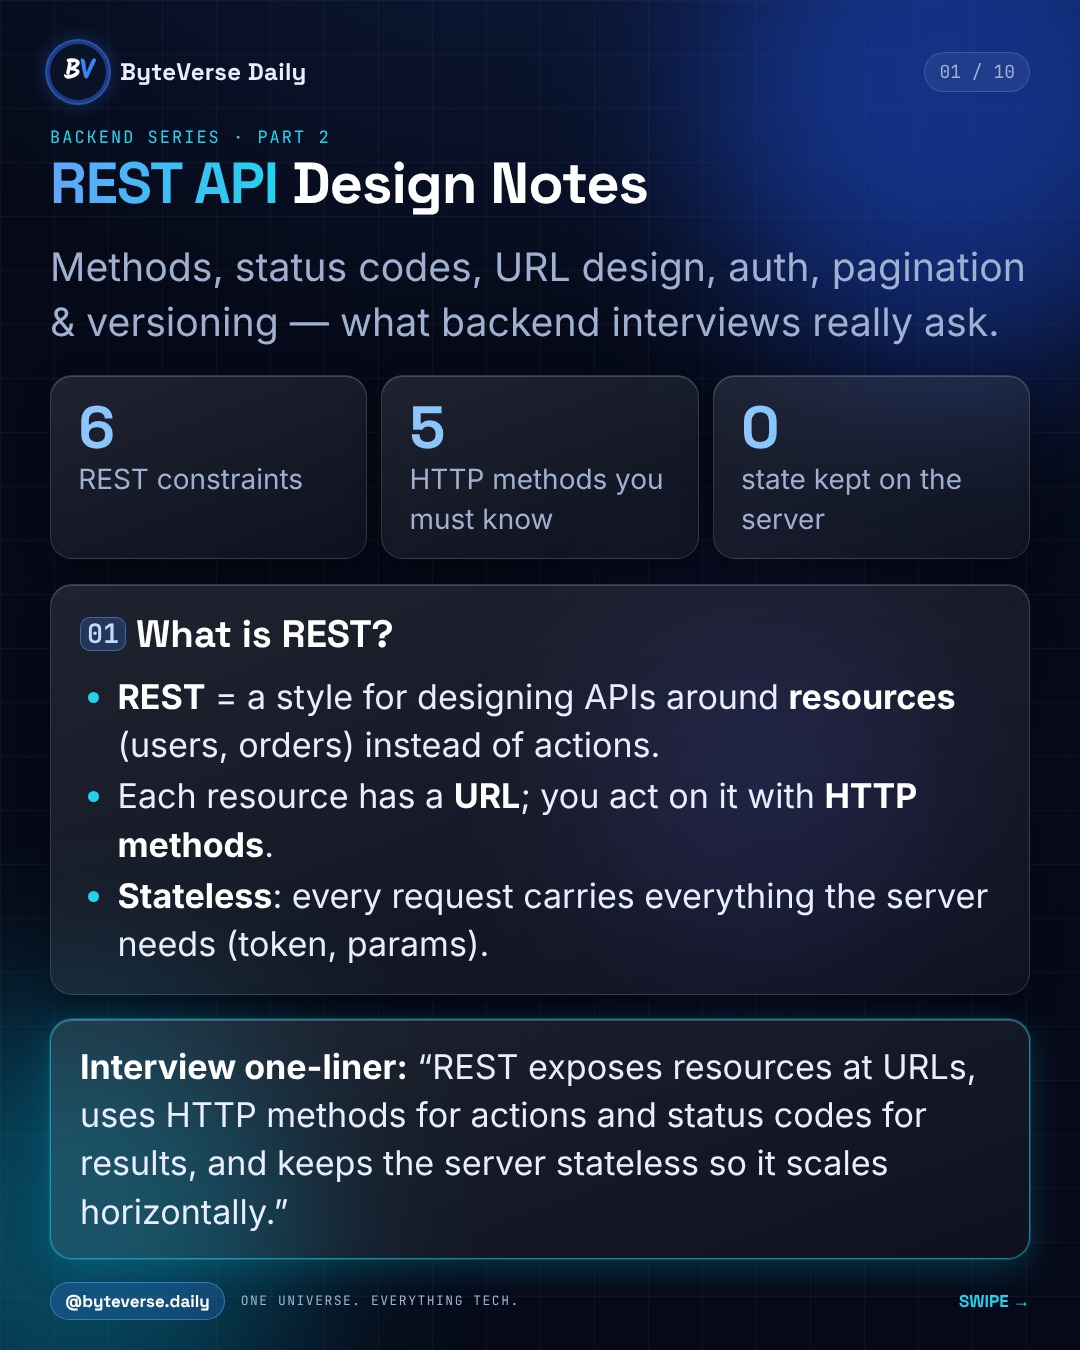 BV ByteVerse Daily
01 / 10
BACKEND SERIES · PART 2
REST API Design Notes
Methods, status codes, URL design, auth, pagination
& versioning — what backend interviews really ask.
6
REST constraints
5
HTTP methods you
must know
0
state kept on the
server
01 What is REST?
• REST = a style for designing APIs around resources
(users, orders) instead of actions.
• Each resource has a URL; you act on it with HTTP
methods.
• Stateless: every request carries everything the server
needs (token, params).
Interview one-liner: “REST exposes resources at URLs,
uses HTTP methods for actions and status codes for
results, and keeps the server stateless so it scales
horizontally.”
@byteverse.daily
ONE UNIVERSE. EVERYTHING TECH.
SWIPE →